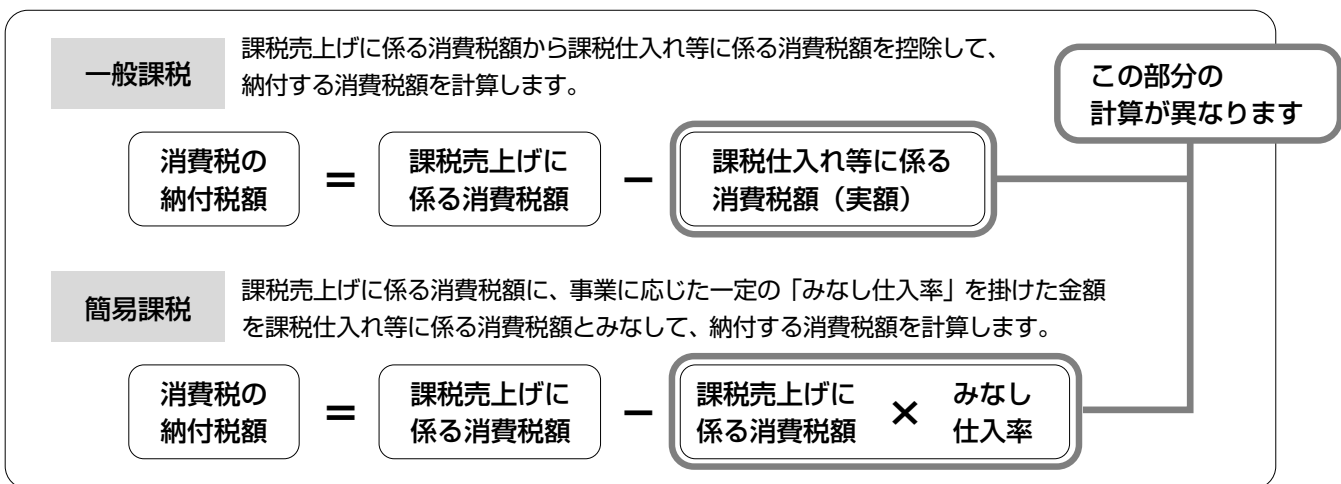 一般課税
課税売上げに係る消費税額から課税仕入れ等に係る消費税額を控除して、
納付する消費税額を計算します。
この部分の
計算が異なります
消費税の
納付税額
＝
課税売上げに
係る消費税額
－
課税仕入れ等に係る
消費税額（実額）
簡易課税
課税売上げに係る消費税額に、事業に応じた一定の「みなし仕入率」を掛けた金額
を課税仕入れ等に係る消費税額とみなして、納付する消費税額を計算します。
消費税の
納付税額
＝
課税売上げに
係る消費税額
－
課税売上げに
係る消費税額
×
みなし
仕入率